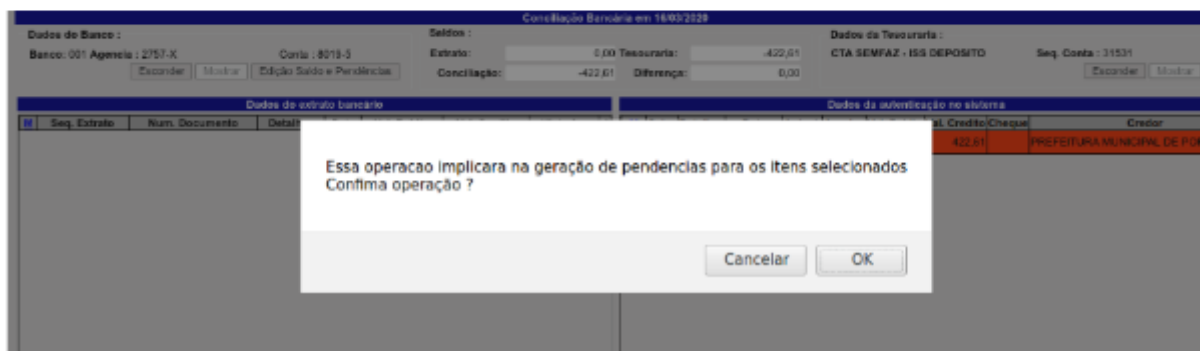 Conciliação Bancária em 16/03/2020
Dados do Banco :
Saldos :
Dados da Tesouraria :
Banco: 001 Agencia : 2757-X Conta : 8019-5
Extrato: 0,00 Tesouraria: -422,61
CTA SEMFAZ - ISS DEPOSITO Seq. Conta : 31531
Esconder Mostrar Edição Saldo e Pendências
Conciliação: -422,61 Diferença: 0,00
Esconder Mostrar
Dados do extrato bancário
Dados da autenticação no sistema
M Seq. Extrato Num. Documento
Credito Cheque Credor
422,61 PREFEITURA MUNICIPAL DE
Essa operacao implicara na geração de pendencias para os itens selecionados
Confima operação ?
Cancelar OK